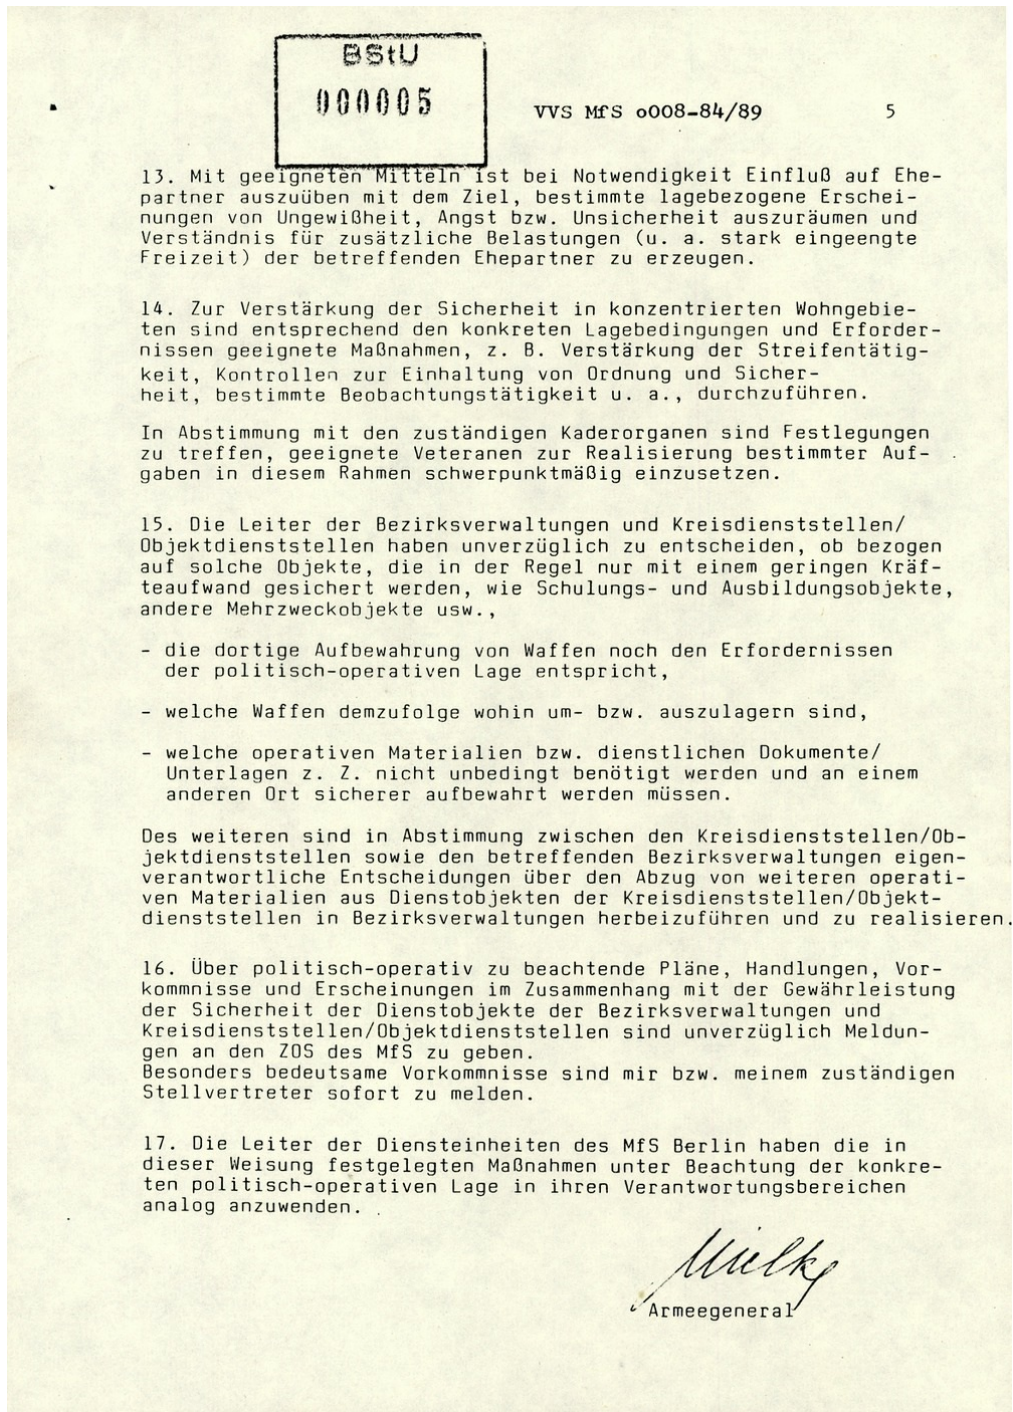 BStU
000005
VVS MfS o008-84/89 5
13. Mit geeigneten Mitteln ist bei Notwendigkeit Einfluß auf Ehe-
partner auszuüben mit dem Ziel, bestimmte lagebezogene Erschei-
nungen von Ungewißheit, Angst bzw. Unsicherheit auszuräumen und
Verständnis für zusätzliche Belastungen (u. a. stark eingeengte
Freizeit) der betreffenden Ehepartner zu erzeugen.
14. Zur Verstärkung der Sicherheit in konzentrierten Wohngebie-
ten sind entsprechend den konkreten Lagebedingungen und Erforder-
nissen geeignete Maßnahmen, z. B. Verstärkung der Streifentätig-
keit, Kontrollen zur Einhaltung von Ordnung und Sicher-
heit, bestimmte Beobachtungstätigkeit u. a., durchzuführen.
In Abstimmung mit den zuständigen Kaderorganen sind Festlegungen
zu treffen, geeignete Veteranen zur Realisierung bestimmter Auf-
gaben in diesem Rahmen schwerpunktmäßig einzusetzen.
15. Die Leiter der Bezirksverwaltungen und Kreisdienststellen/
Objektdienststellen haben unverzüglich zu entscheiden, ob bezogen
auf solche Objekte, die in der Regel nur mit einem geringen Kräf-
teaufwand gesichert werden, wie Schulungs- und Ausbildungsobjekte,
andere Mehrzweckobjekte usw.,
- die dortige Aufbewahrung von Waffen noch den Erfordernissen
der politisch-operativen Lage entspricht,
- welche Waffen demzufolge wohin um- bzw. auszulagern sind,
- welche operativen Materialien bzw. dienstlichen Dokumente/
Unterlagen z. Z. nicht unbedingt benötigt werden und an einem
anderen Ort sicherer aufbewahrt werden müssen.
Des weiteren sind in Abstimmung zwischen den Kreisdienststellen/Ob-
jektdienststellen sowie den betreffenden Bezirksverwaltungen eigen-
verantwortliche Entscheidungen über den Abzug von weiteren operati-
ven Materialien aus Dienstobjekten der Kreisdienststellen/Objekt-
dienststellen in Bezirksverwaltungen herbeizuführen und zu realisieren.
16. Über politisch-operativ zu beachtende Pläne, Handlungen, Vor-
kommnisse und Erscheinungen im Zusammenhang mit der Gewährleistung
der Sicherheit der Dienstobjekte der Bezirksverwaltungen und
Kreisdienststellen/Objektdienststellen sind unverzüglich Meldun-
gen an den ZOS des MfS zu geben.
Besonders bedeutsame Vorkommnisse sind mir bzw. meinem zuständigen
Stellvertreter sofort zu melden.
17. Die Leiter der Diensteinheiten des MfS Berlin haben die in
dieser Weisung festgelegten Maßnahmen unter Beachtung der konkre-
ten politisch-operativen Lage in ihren Verantwortungsbereichen
analog anzuwenden.
Mielke
Armeegeneral